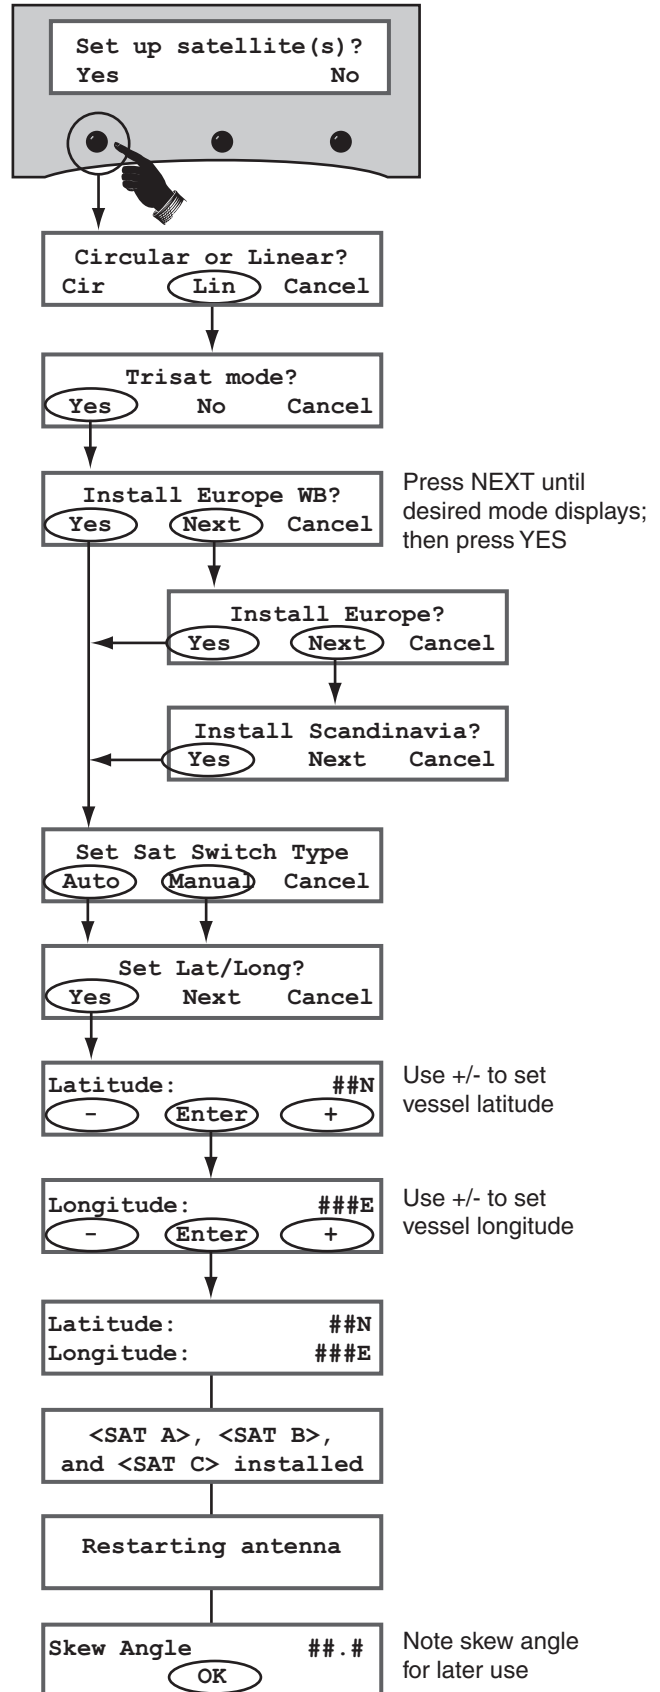 Set up satellite(s)?
Yes No
Circular or Linear?
Cir Lin Cancel
Trisat mode?
Yes No Cancel
Install Europe WB?
Yes Next Cancel
Press NEXT until
desired mode displays;
then press YES
Install Europe?
Yes Next Cancel
Install Scandinavia?
Yes Next Cancel
Set Sat Switch Type
Auto Manual Cancel
Set Lat/Long?
Yes Next Cancel
Latitude: ##N
- Enter +
Use +/- to set
vessel latitude
Longitude: ###E
- Enter +
Use +/- to set
vessel longitude
Latitude: ##N
Longitude: ###E
<SAT A>, <SAT B>,
and <SAT C> installed
Restarting antenna
Skew Angle ##.#
OK
Note skew angle
for later use